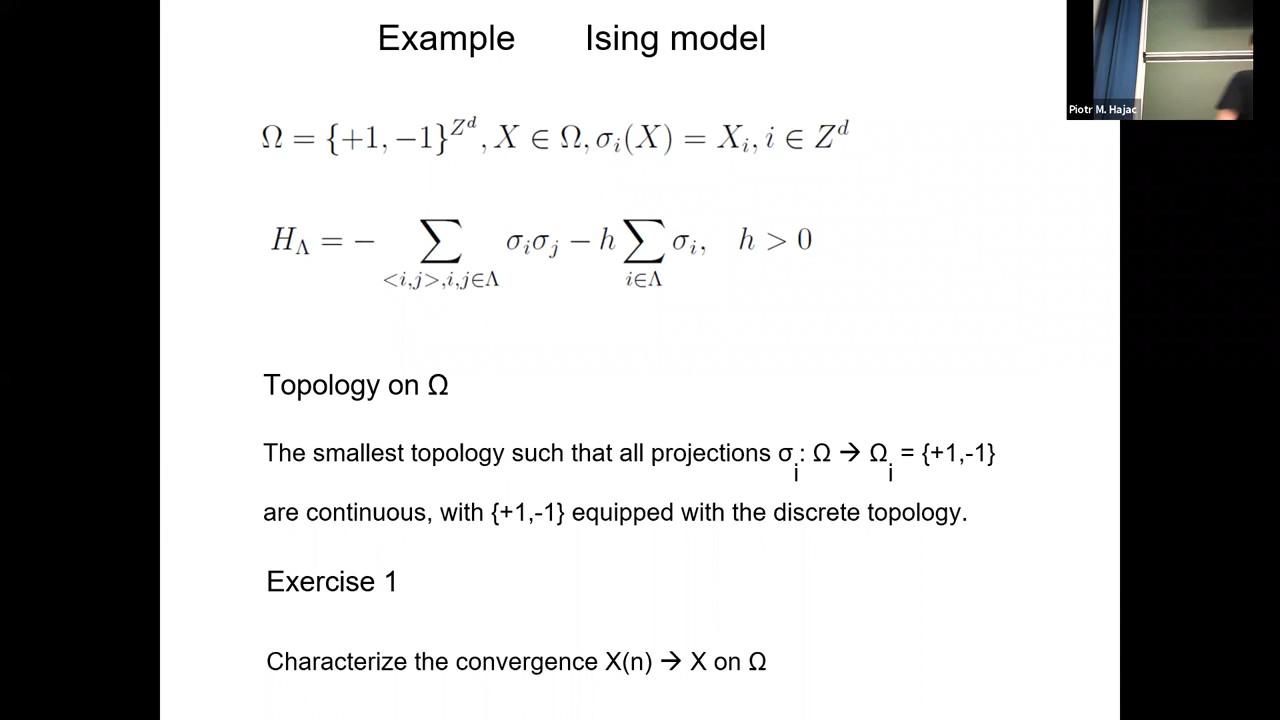 Example Ising model
Piotr M. Hajac
Ω = {+1, −1}^{Z^d}, X ∈ Ω, σ_i(X) = X_i, i ∈ Z^d
H_Λ = − ∑_{<i,j>,i,j∈Λ} σ_iσ_j − h ∑_{i∈Λ} σ_i, h > 0
Topology on Ω
The smallest topology such that all projections σ_i: Ω → Ω_i = {+1,-1}
are continuous, with {+1,-1} equipped with the discrete topology.
Exercise 1
Characterize the convergence X(n) → X on Ω